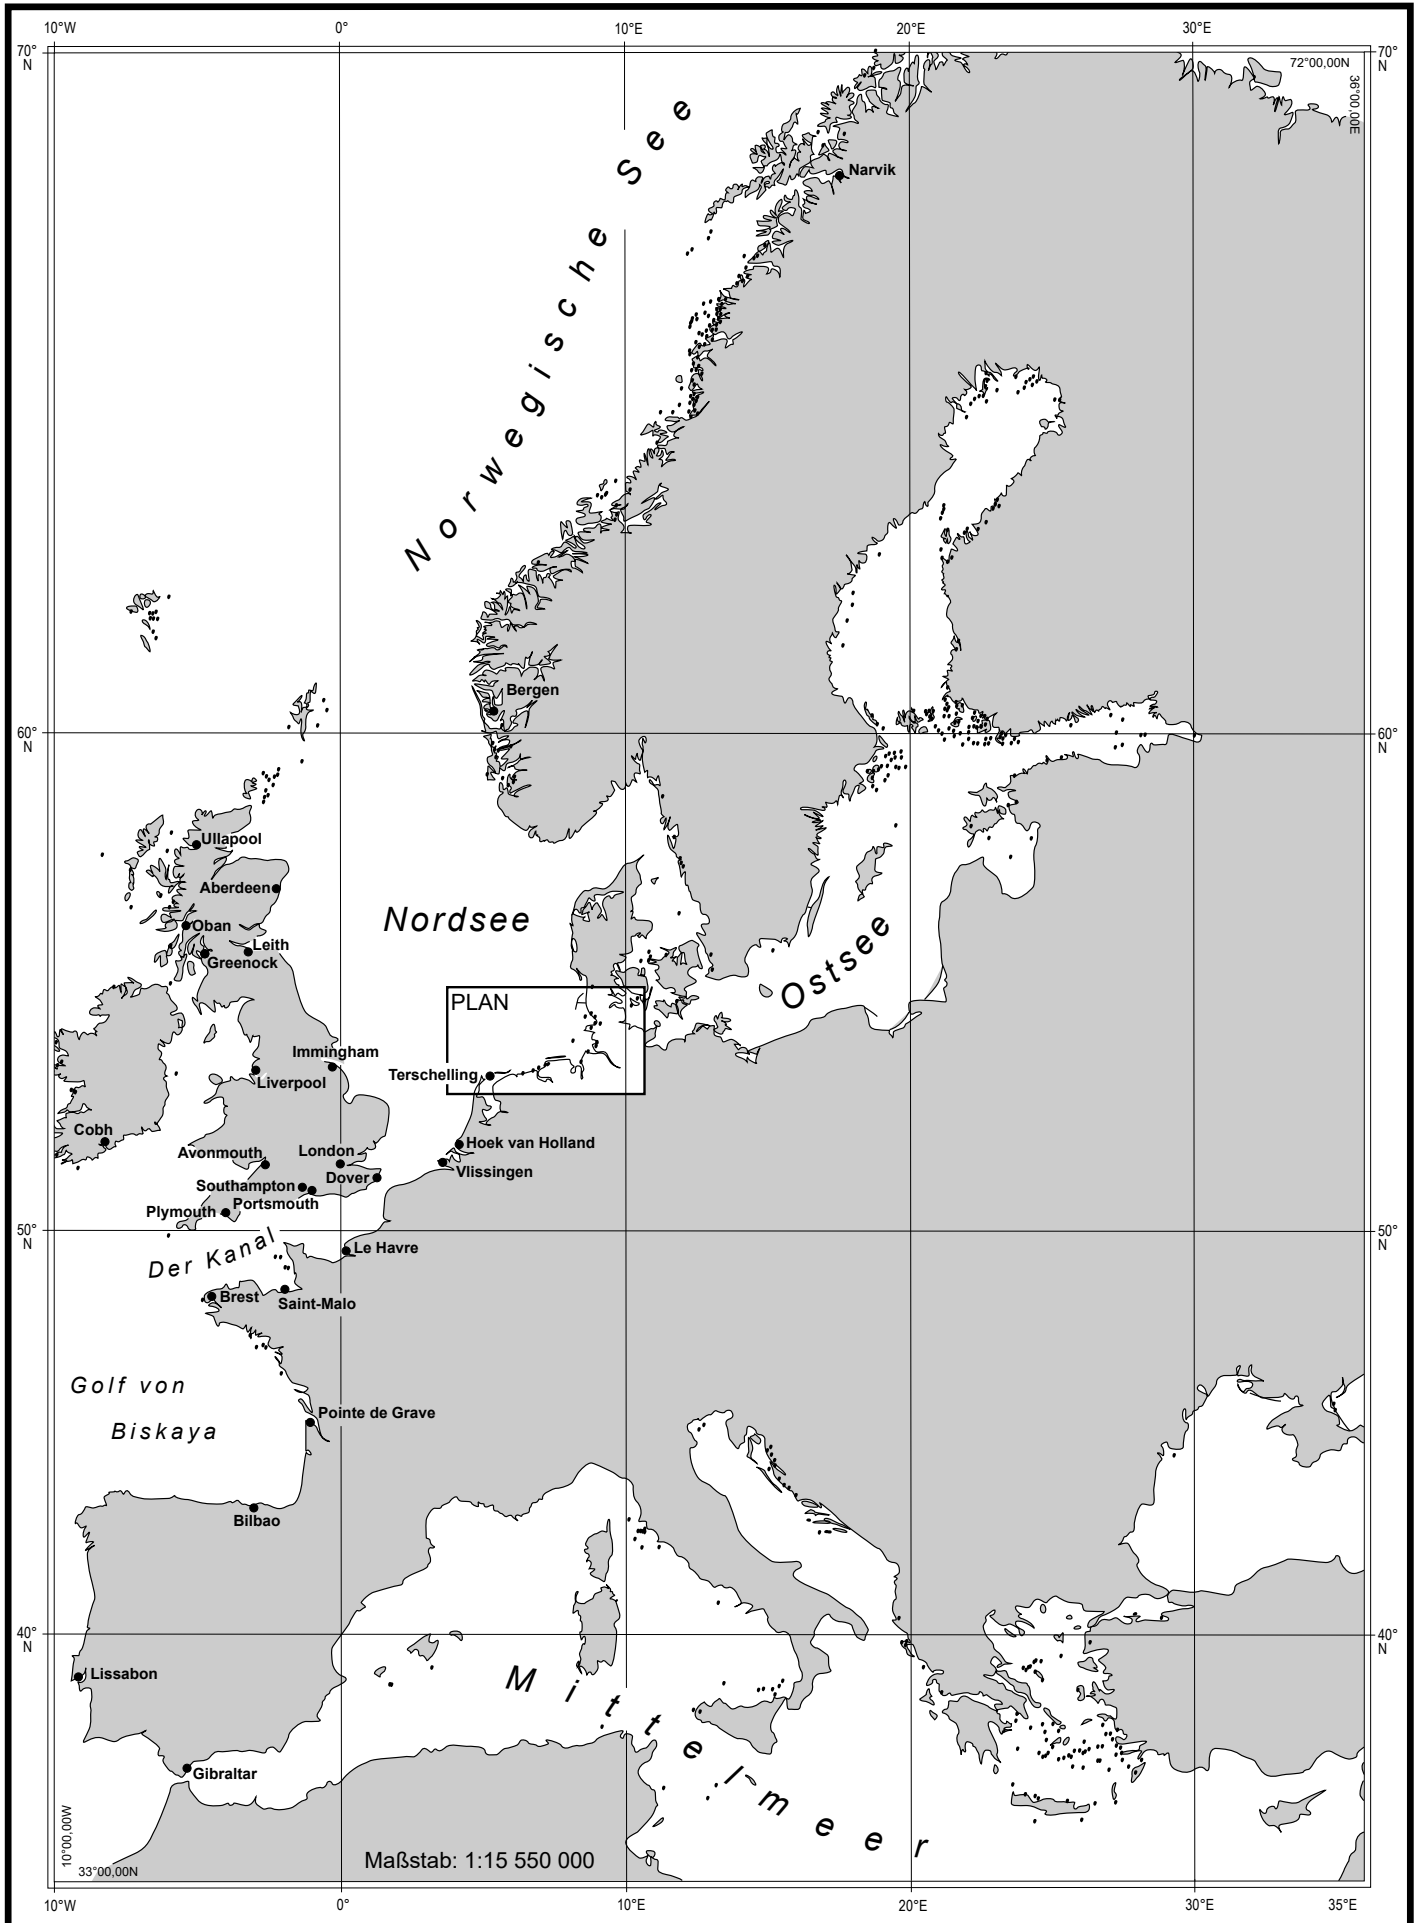 10°W 0° 10°E 20°E 30°E
70° N
70° N
72°00,00N
36°00,00E
Norwegische See
Narvik
Bergen
60° N
60° N
Ullapool
Aberdeen
Nordsee
Oban
Leith
Greenock
Ostsee
PLAN
Immingham
Terschelling
Liverpool
Cobh
Hoek van Holland
Avonmouth
London
Vlissingen
Dover
Southampton
Portsmouth
Plymouth
50° N
50° N
Der Kanal
Le Havre
Brest
Saint-Malo
Golf von
Biskaya
Pointe de Grave
Bilbao
40° N
40° N
Lissabon
Mittelmeer
Gibraltar
10°00,00W
33°00,00N
Maßstab: 1:15 550 000
10°W 0° 10°E 20°E 30°E 35°E